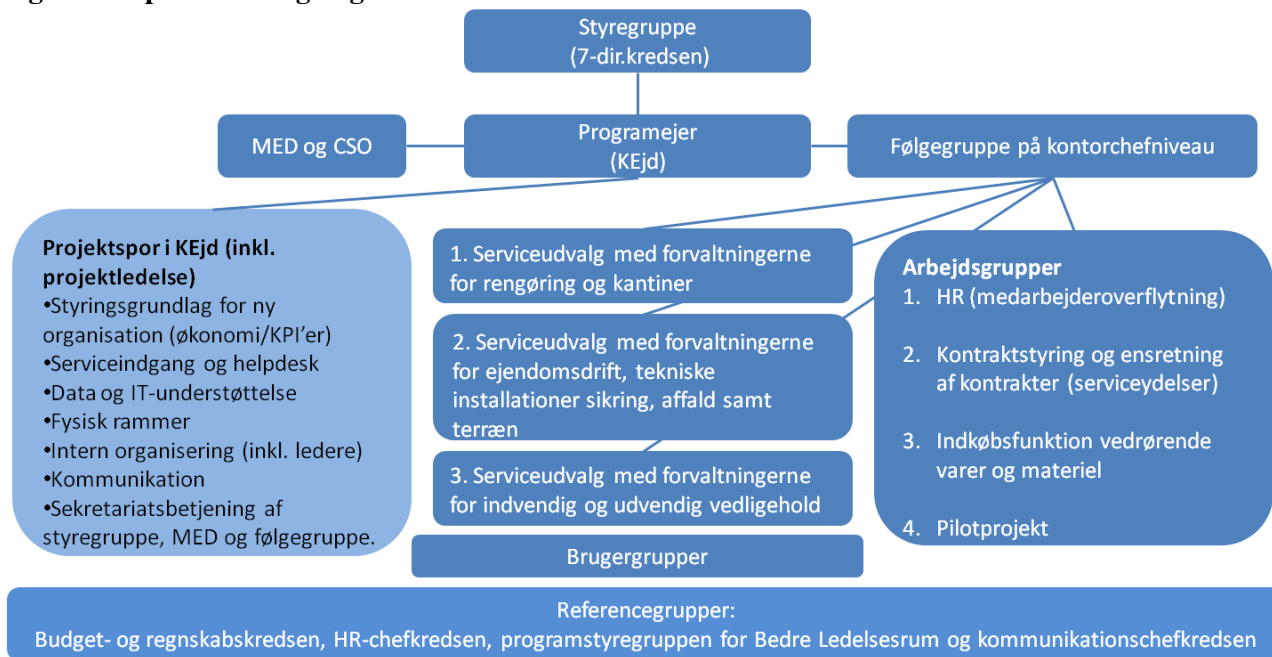 Styregruppe
(7-dir.kredsen)
MED og CSO
Programejer
(KEjd)
Følgegruppe på kontorchefniveau
Projektspor i KEjd (inkl.
projektledelse)
•Styringsgrundlag for ny
organisation (økonomi/KPI’er)
•Serviceindgang og helpdesk
•Data og IT-understøttelse
•Fysisk rammer
•Intern organisering (inkl. ledere)
•Kommunikation
•Sekretariatsbetjening af
styregruppe, MED og følgegruppe.
1. Serviceudvalg med forvaltningerne
for rengøring og kantiner
2. Serviceudvalg med forvaltningerne
for ejendomsdrift, tekniske
installationer sikring, affald samt
terræn
3. Serviceudvalg med forvaltningerne
for indvendig og udvendig vedligehold
Arbejdsgrupper
1. HR (medarbejderoverflytning)
2. Kontraktstyring og ensretning
af kontrakter (serviceydelser)
3. Indkøbsfunktion vedrørende
varer og materiel
4. Pilotprojekt
Brugergrupper
Referencegrupper:
Budget- og regnskabskredsen, HR-chefkredsen, programstyregruppen for Bedre Ledelsesrum og kommunikationschefkredsen